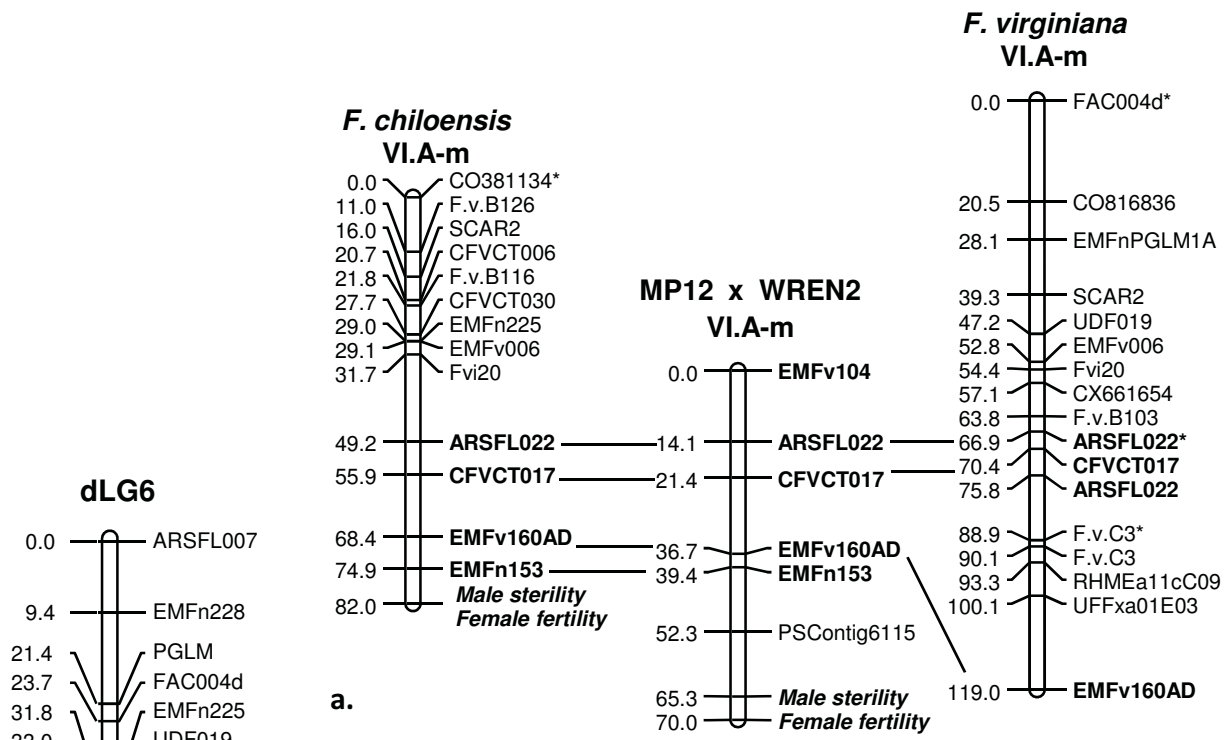 F. virginiana
VI.A-m
0.0 FAC004d*
20.5 CO816836
28.1 EMFnPGLM1A
39.3 SCAR2
47.2 UDF019
52.8 EMFv006
54.4 Fvi20
57.1 CX661654
63.8 F.v.B103
66.9 ARSFL022*
70.4 CFVCT017
75.8 ARSFL022
88.9 F.v.C3*
90.1 F.v.C3
93.3 RHMEa11cC09
100.1 UFFxa01E03
119.0 EMFv160AD
F. chiloensis
VI.A-m
0.0 CO381134*
11.0 F.v.B126
16.0 SCAR2
20.7 CFVCT006
21.8 F.v.B116
27.7 CFVCT030
29.0 EMFn225
29.1 EMFv006
31.7 Fvi20
49.2 ARSFL022
55.9 CFVCT017
68.4 EMFv160AD
74.9 EMFn153
82.0 Male sterility
Female fertility
MP12 x WREN2
VI.A-m
0.0 EMFv104
14.1 ARSFL022
21.4 CFVCT017
36.7 EMFv160AD
39.4 EMFn153
52.3 PSContig6115
65.3 Male sterility
70.0 Female fertility
dLG6
0.0 ARSFL007
9.4 EMFn228
21.4 PGLM
23.7 FAC004d
31.8 EMFn225
UDF019
a.